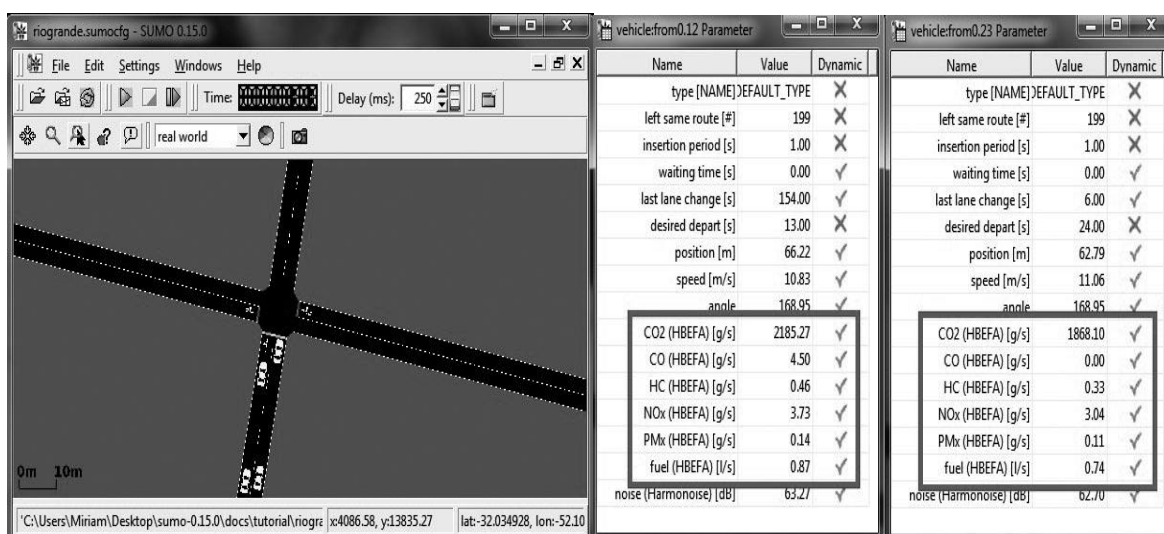 riogrande.sumocfg - SUMO 0.15.0
File Edit Settings Windows Help
Time: Delay (ms): 250
real world
0m 10m
'C:\Users\Miriam\Desktop\sumo-0.15.0\docs\tutorial\riogra x:4086.58, y:13835.27 lat:-32.034928, lon:-52.10
vehicle:from0.12 Parameter
Name Value Dynamic
type [NAME] DEFAULT_TYPE
left same route [#] 199
insertion period [s] 1.00
waiting time [s] 0.00
last lane change [s] 154.00
desired depart [s] 13.00
position [m] 66.22
speed [m/s] 10.83
angle 168.95
CO2 (HBEFA) [g/s] 2185.27
CO (HBEFA) [g/s] 4.50
HC (HBEFA) [g/s] 0.46
NOx (HBEFA) [g/s] 3.73
PMx (HBEFA) [g/s] 0.14
fuel (HBEFA) [l/s] 0.87
noise (Harmonoise) [dB] 63.27
vehicle:from0.23 Parameter
Name Value Dynamic
type [NAME] DEFAULT_TYPE
left same route [#] 199
insertion period [s] 1.00
waiting time [s] 0.00
last lane change [s] 6.00
desired depart [s] 24.00
position [m] 62.79
speed [m/s] 11.06
angle 168.95
CO2 (HBEFA) [g/s] 1868.10
CO (HBEFA) [g/s] 0.00
HC (HBEFA) [g/s] 0.33
NOx (HBEFA) [g/s] 3.04
PMx (HBEFA) [g/s] 0.11
fuel (HBEFA) [l/s] 0.74
noise (Harmonoise) [dB] 62.70